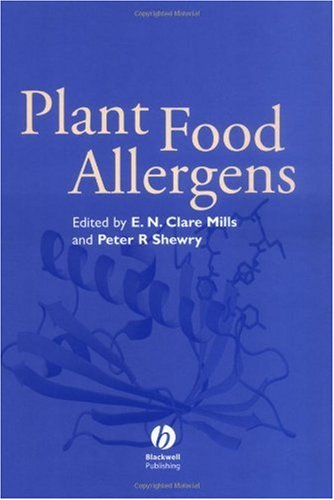 Plant
Food
Allergens
Edited by E. N. Clare Mills
and Peter R Shewry
b
Blackwell
Publishing